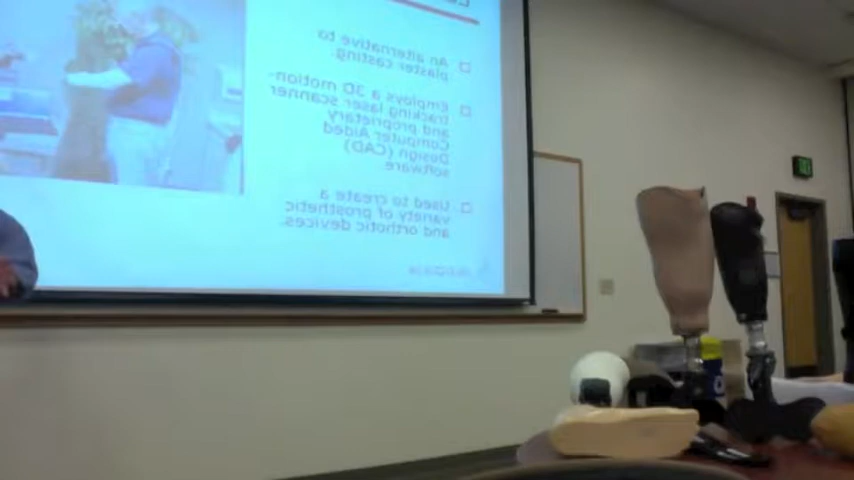 An alternative to
plaster casting.
Employs a 3D motion-
tracking laser scanner
and proprietary
Computer Aided
Design (CAD)
software.
Used to create a
variety of prosthetic
and orthotic devices.